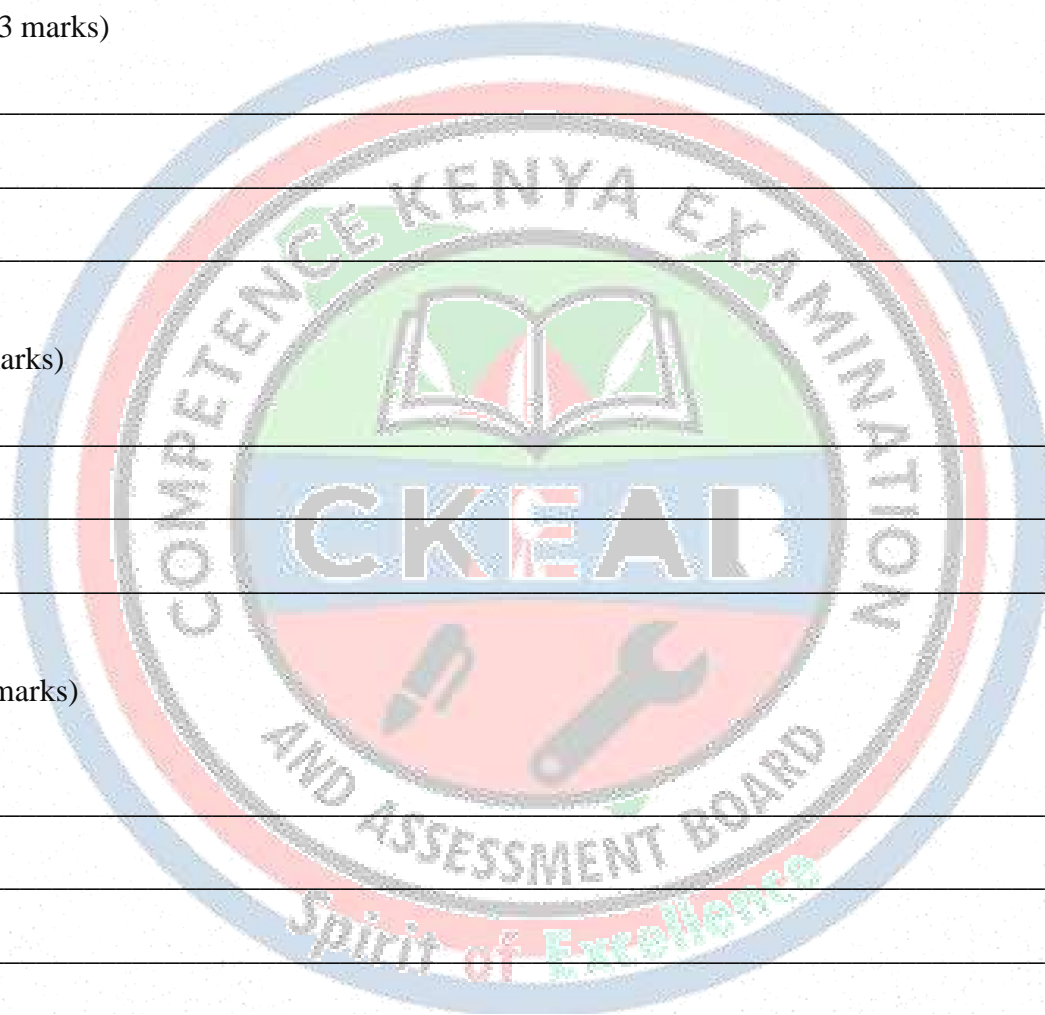 3 marks)
COMPETENCE KENYA EXAMINATION
arks)
CKEAB
marks)
AND ASSESSMENT BOARD
Spirit of Excellence